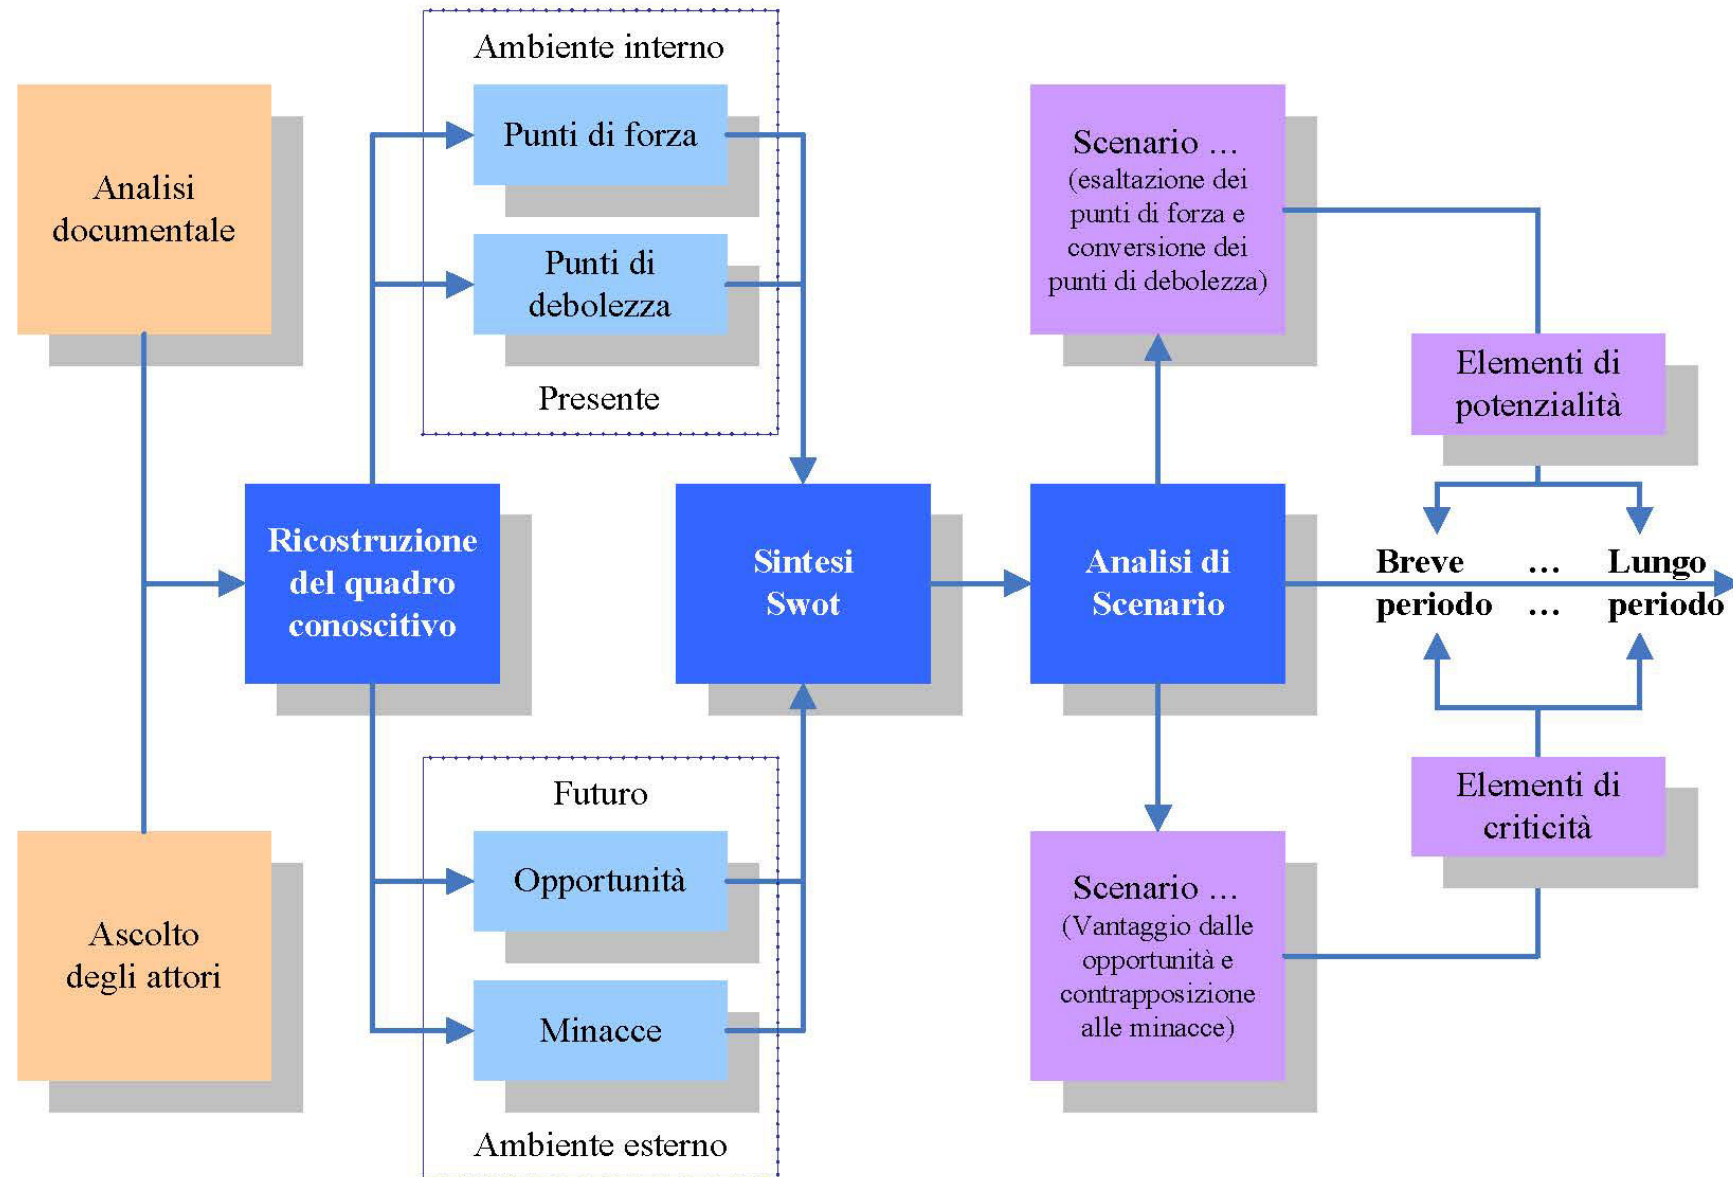 Analisi
documentale
Ascolto
degli attori
Ricostruzione
del quadro
conoscitivo
Ambiente interno
Punti di forza
Punti di
debolezza
Presente
Futuro
Opportunità
Minacce
Ambiente esterno
Sintesi
Swot
Analisi di
Scenario
Scenario ...
(esaltazione dei
punti di forza e
conversione dei
punti di debolezza)
Scenario ...
(Vantaggio dalle
opportunità e
contrapposizione
alle minacce)
Elementi di
potenzialità
Breve ... Lungo
periodo ... periodo
Elementi di
criticità